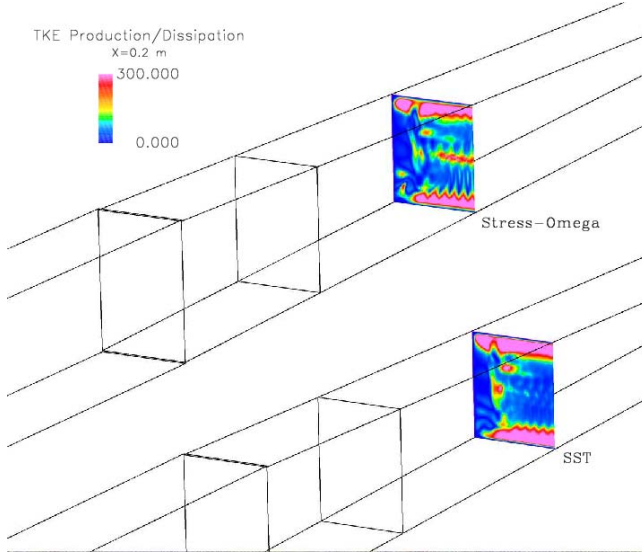 TKE Production/Dissipation
X=0.2 m
300.000
0.000
Stress-Omega
SST